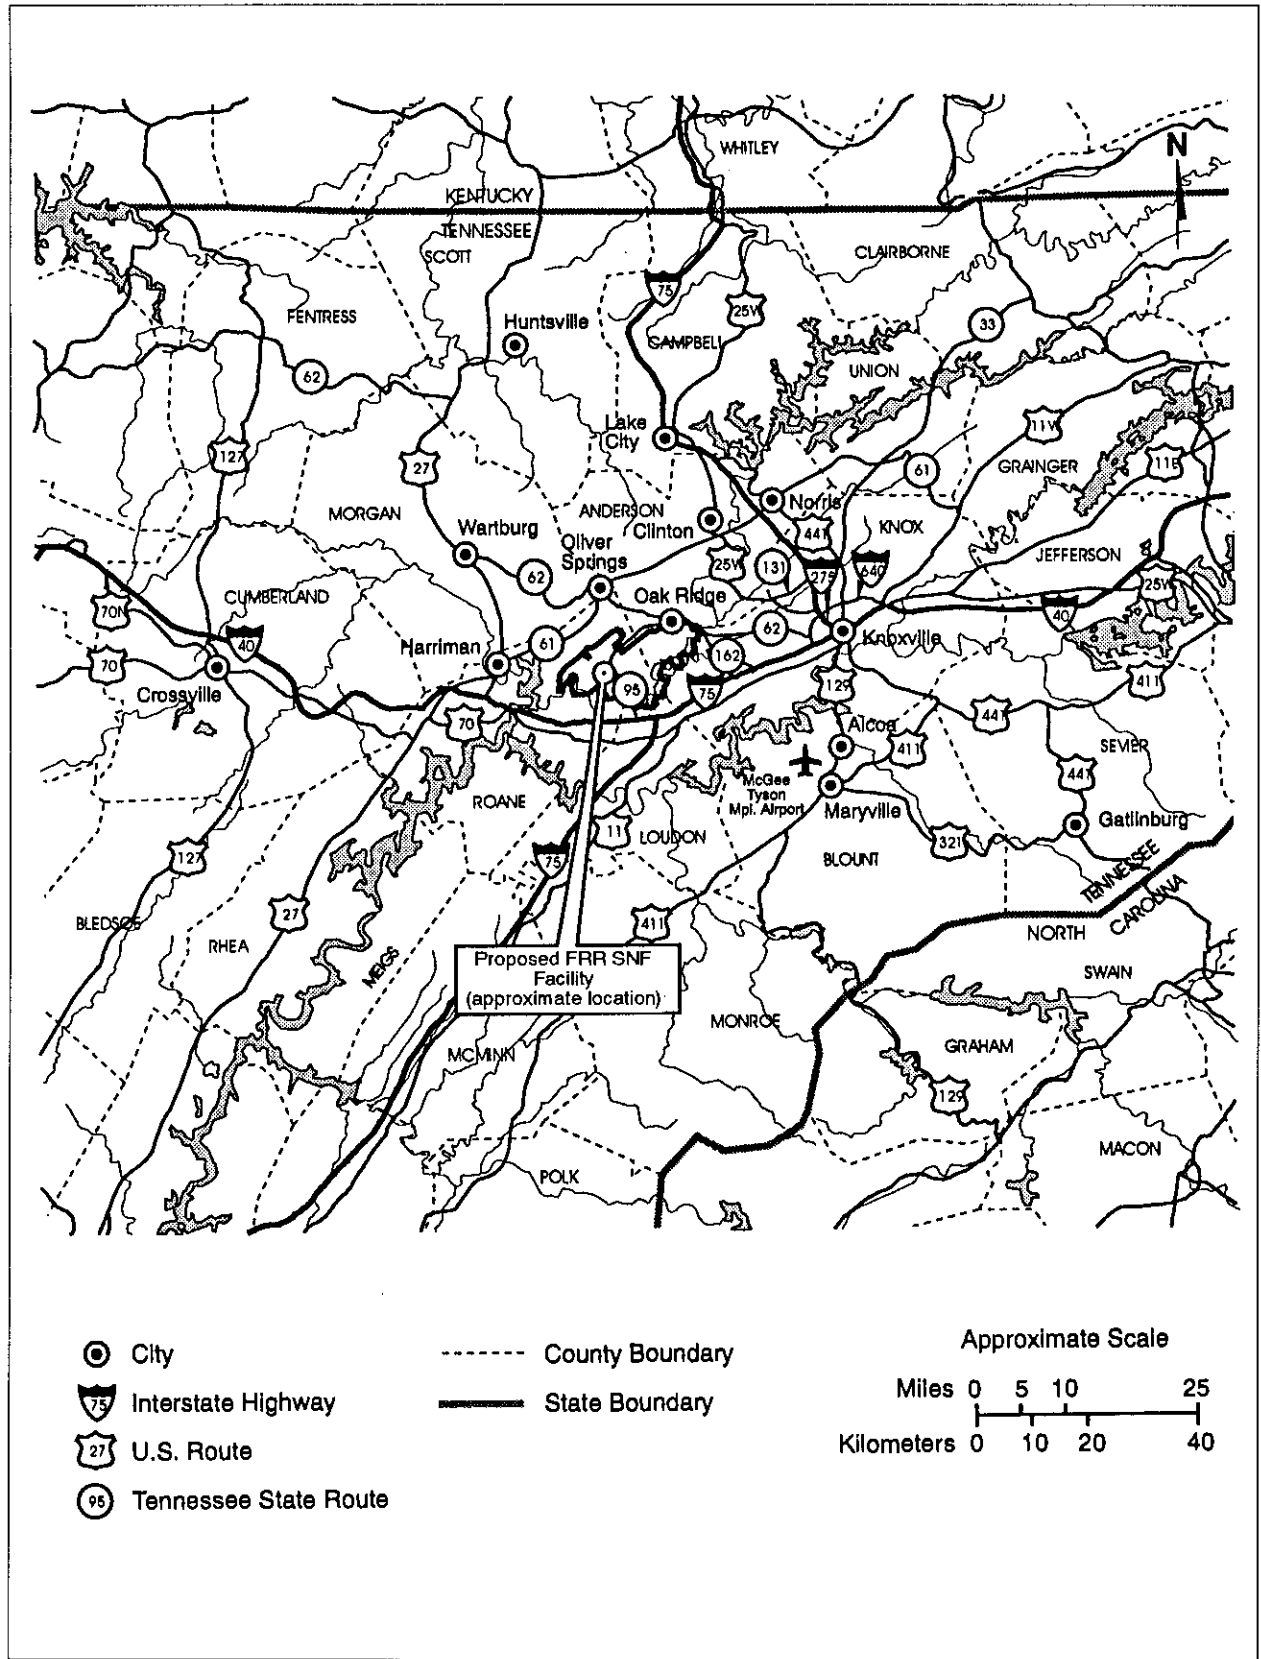 WHITLEY
N
KENTUCKY
TENNESSEE
SCOTT
CLAIRBORNE
75
25W
FENTRESS
Huntsville
33
CAMPBELL
UNION
62
11W
Lake
City
127
27
GRAINGER
11E
61
Norris
MORGAN
ANDERSON
Clinton
KNOX
441
Wartburg
Oliver
Springs
JEFFERSON
25W
131
275
640
62
25W
CUMBERLAND
70N
Oak Ridge
40
62
40
Harriman
61
Knoxville
70
162
411
Crossville
95
75
129
70
441
Alcoa
411
SEVIER
McGee
Tyson
Mpl. Airport
441
ROANE
Maryville
Gatlinburg
11
LOUDON
321
127
75
BLOUNT
TENNESSEE
CAROLINA
27
411
BLEDSOE
NORTH
RHEA
MEIGS
Proposed FRR SNF
Facility
(approximate location)
SWAIN
MONROE
GRAHAM
MCMINN
129
MACON
POLK
Approximate Scale
City
County Boundary
Miles 0 5 10 25
75 Interstate Highway
State Boundary
Kilometers 0 10 20 40
27 U.S. Route
95 Tennessee State Route